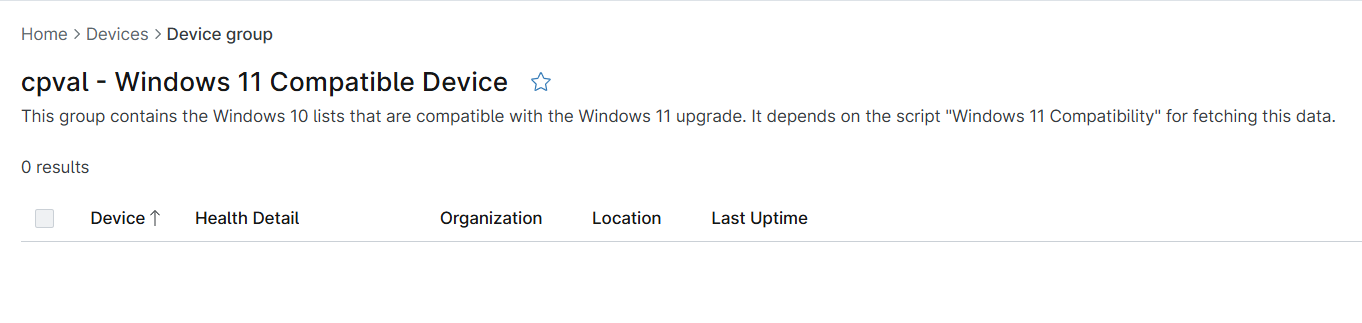 Home > Devices > Device group
cpval - Windows 11 Compatible Device
This group contains the Windows 10 lists that are compatible with the Windows 11 upgrade. It depends on the script "Windows 11 Compatibility" for fetching this data.
0 results
Device↑ Health Detail Organization Location Last Uptime